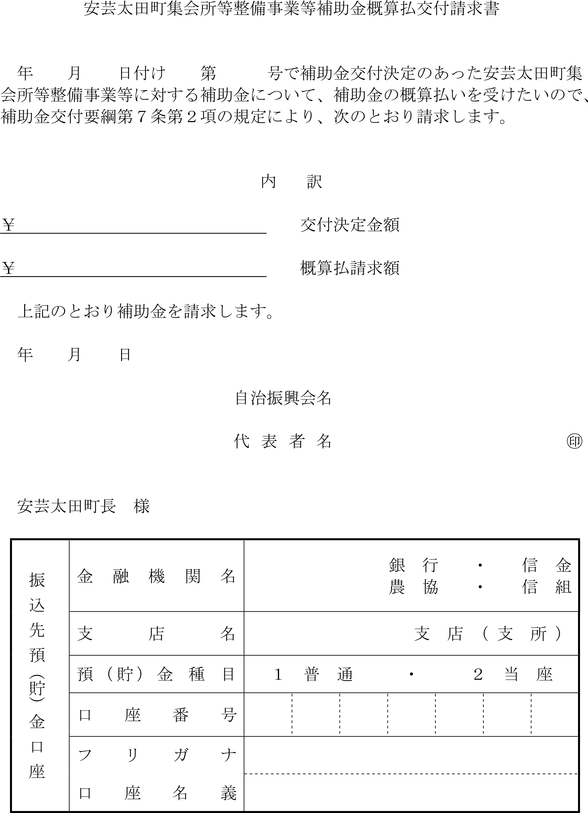 安芸太田町集会所等整備事業等補助金概算払交付請求書
年　　月　　日付け　　第　　　号で補助金交付決定のあった安芸太田町集
会所等整備事業等に対する補助金について、補助金の概算払いを受けたいので、
補助金交付要綱第７条第２項の規定により、次のとおり請求します。
内　　訳
￥　　　　　交付決定金額
￥　　　　　概算払請求額
上記のとおり補助金を請求します。
年　　月　　日
自治振興会名
代表者名　　　　　㊞
安芸太田町長　様
振込先預（貯）金口座
金融機関名　　銀行・信金
農協・信組
支店名　　支店（支所）
預（貯）金種目　　１普通・２当座
口座番号
フリガナ
口座名義